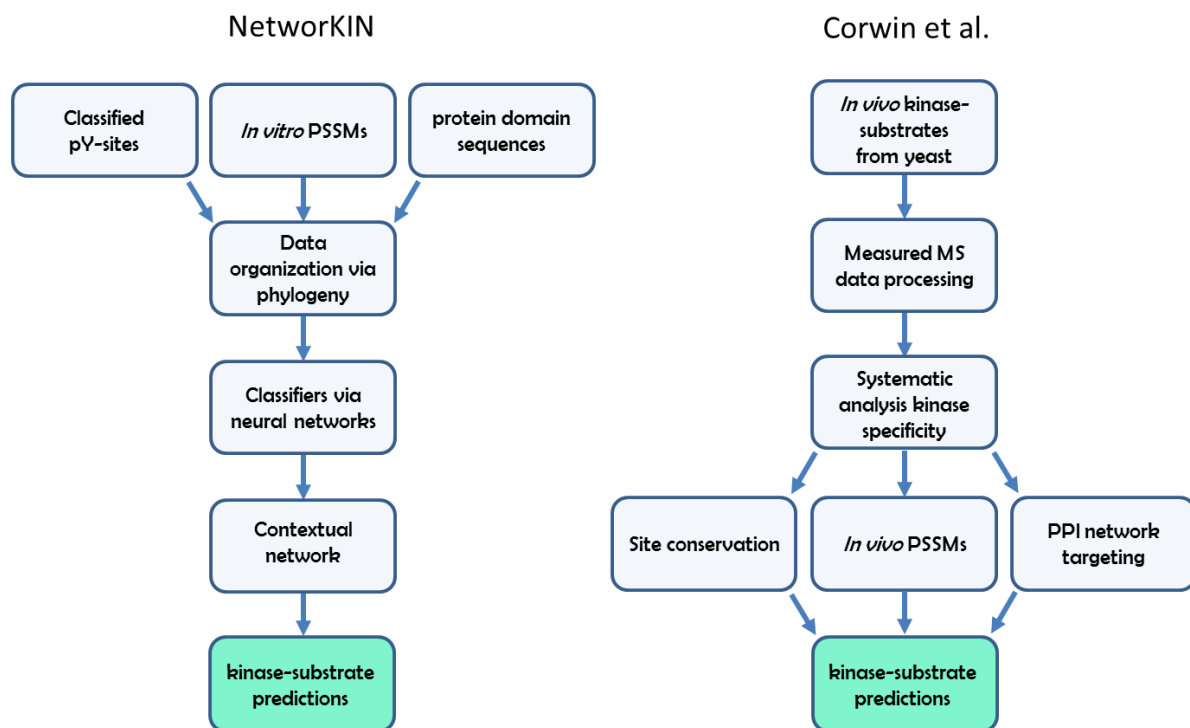 NetworKIN
Classified
pY-sites
In vitro PSSMs
protein domain
sequences
Data
organization via
phylogeny
Classifiers via
neural networks
Contextual
network
kinase-substrate
predictions
Corwin et al.
In vivo kinase-
substrates
from yeast
Measured MS
data processing
Systematic
analysis kinase
specificity
Site conservation
In vivo PSSMs
PPI network
targeting
kinase-substrate
predictions